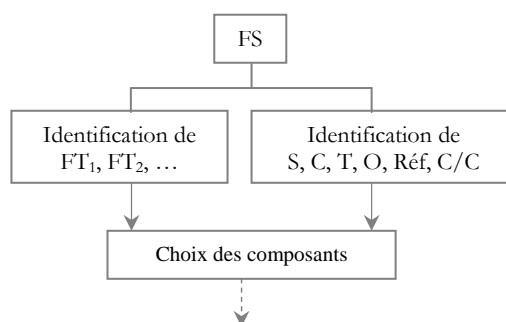 FS
Identification de
FT₁, FT₂, …
Identification de
S, C, T, O, Réf, C/C
Choix des composants